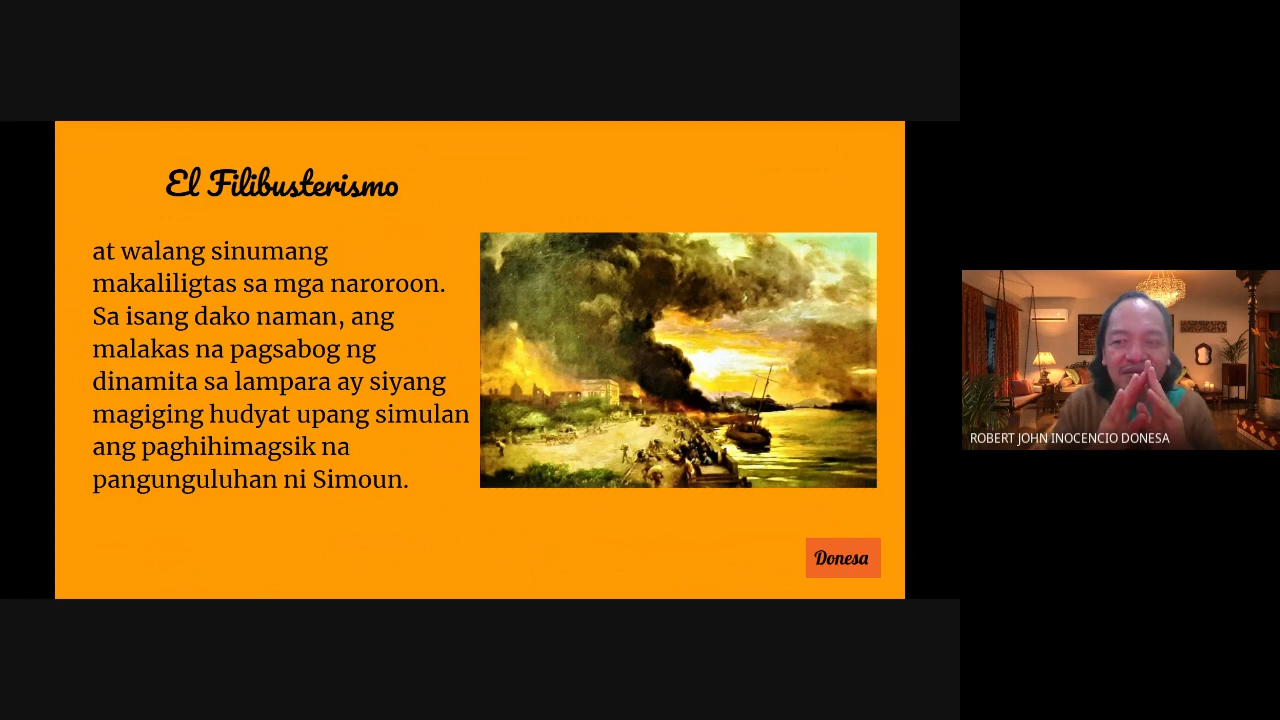 El Filibusterismo
at walang sinumang
makaliligtas sa mga naroroon.
Sa isang dako naman, ang
malakas na pagsabog ng
dinamita sa lampara ay siyang
magiging hudyat upang simulan
ang paghihimagsik na
pangunguluhan ni Simoun.
Donesa
ROBERT JOHN INOCENCIO DONESA